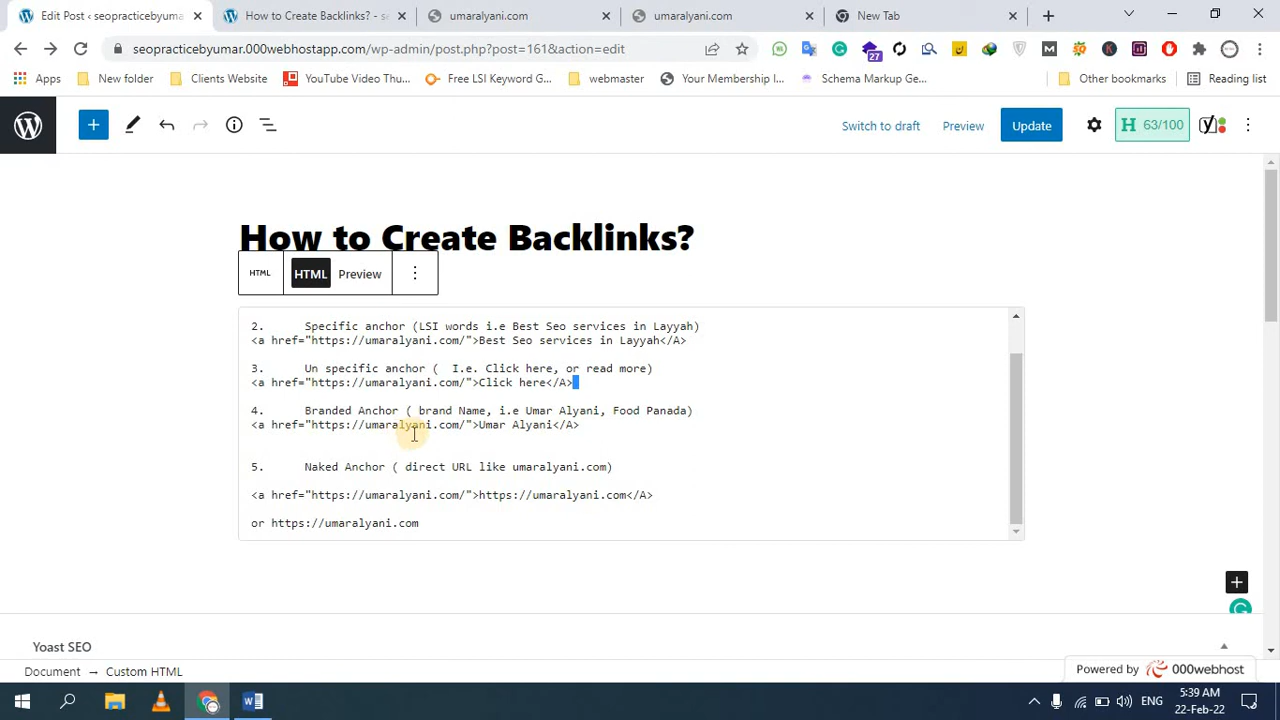 Edit Post ‹ seopracticebyuma
How to Create Backlinks? - s
umaralyani.com
umaralyani.com
New Tab
seopracticebyumar.000webhostapp.com/wp-admin/post.php?post=161&action=edit
27
Apps
New folder
Clients Website
YouTube Video Thu...
Free LSI Keyword G...
webmaster
Your Membership I...
Schema Markup Ge...
Other bookmarks
Reading list
Switch to draft
Preview
Update
H 63/100
How to Create Backlinks?
HTML
HTML
Preview
2. Specific anchor (LSI words i.e Best Seo services in Layyah)
<a href="https://umaralyani.com/">Best Seo services in Layyah</A>
3. Un specific anchor (  I.e. Click here, or read more)
<a href="https://umaralyani.com/">Click here</A>
4. Branded Anchor ( brand Name, i.e Umar Alyani, Food Panada)
<a href="https://umaralyani.com/">Umar Alyani</A>
5. Naked Anchor ( direct URL like umaralyani.com)
<a href="https://umaralyani.com/">https://umaralyani.com</A>
or https://umaralyani.com
Yoast SEO
Document → Custom HTML
Powered by 000webhost
ENG
5:39 AM
22-Feb-22